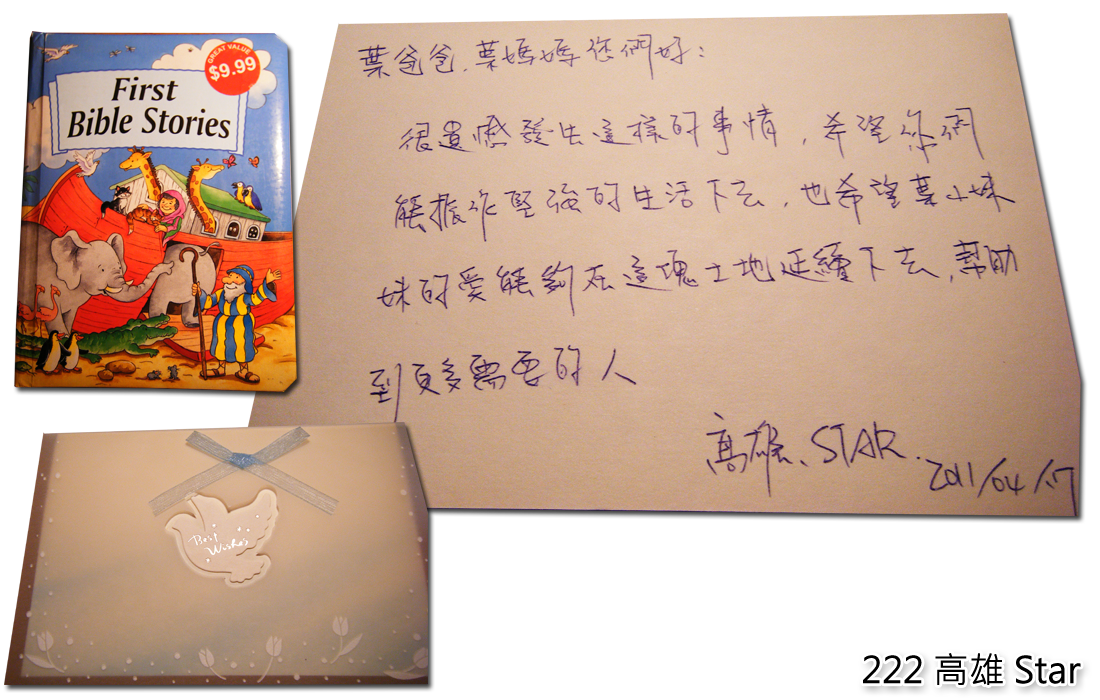 GREAT VALUE
$9.99
First
Bible Stories
葉爸爸，葉媽媽您們好：
很遺憾發生這樣的事情，希望你們
能振作堅強的生活下去，也希望葉小妹
妹的愛能夠在這塊土地延續下去，幫助
到更多需要的人
高雄、STAR.
2011/04/17
Best
Wishes
222 高雄 Star